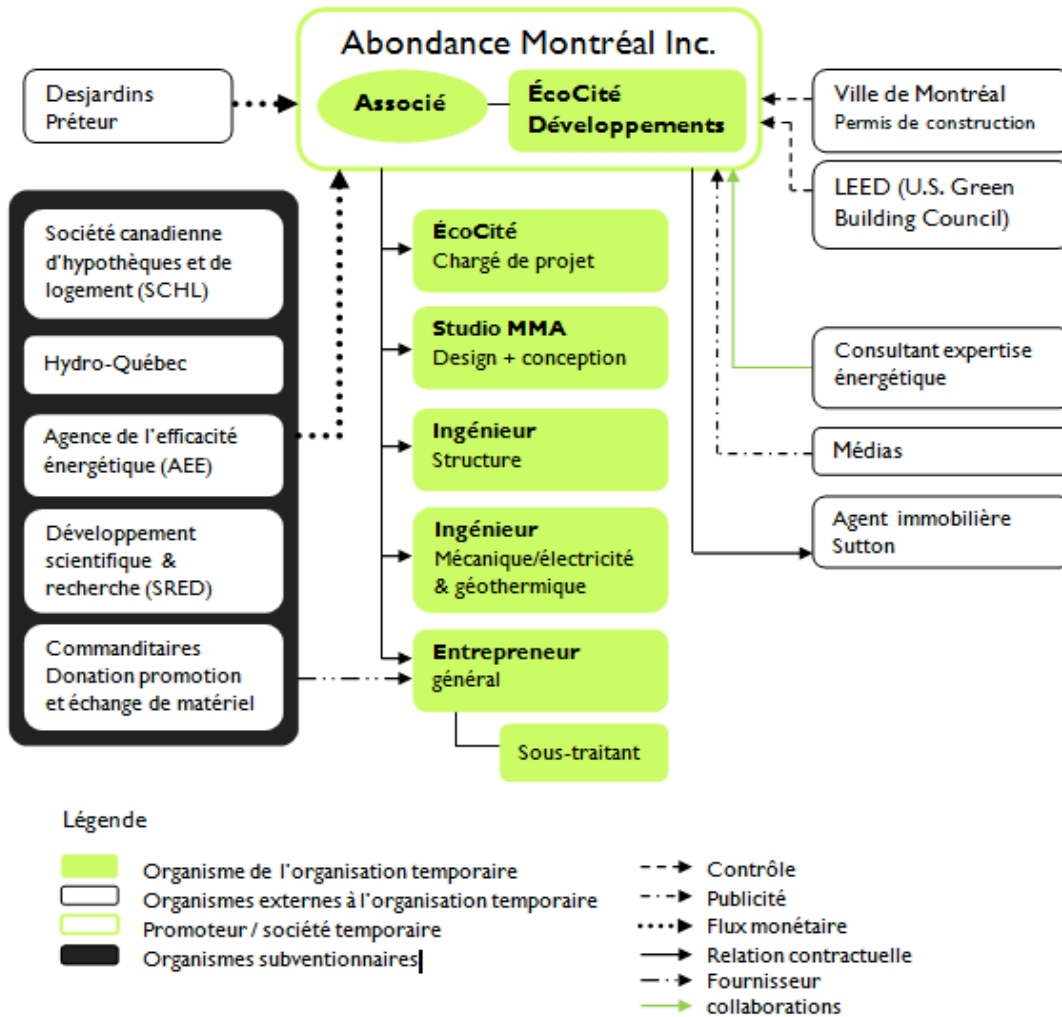 Abondance Montréal Inc.
Associé
ÉcoCité
Développements
Desjardins
Préteur
Ville de Montréal
Permis de construction
LEED (U.S. Green
Building Council)
Société canadienne
d'hypothèques et de
logement (SCHL)
Hydro-Québec
Agence de l'efficacité
énergétique (AEE)
Développement
scientifique &
recherche (SRED)
Commanditaires
Donation promotion
et échange de matériel
ÉcoCité
Chargé de projet
Studio MMA
Design + conception
Ingénieur
Structure
Ingénieur
Mécanique/électricité
& géothermique
Entrepreneur
général
Sous-traitant
Consultant expertise
énergétique
Médias
Agent immobilière
Sutton
Légende
Organisme de l'organisation temporaire
Organismes externes à l'organisation temporaire
Promoteur / société temporaire
Organismes subventionnaires
Contrôle
Publicité
Flux monétaire
Relation contractuelle
Fournisseur
collaborations